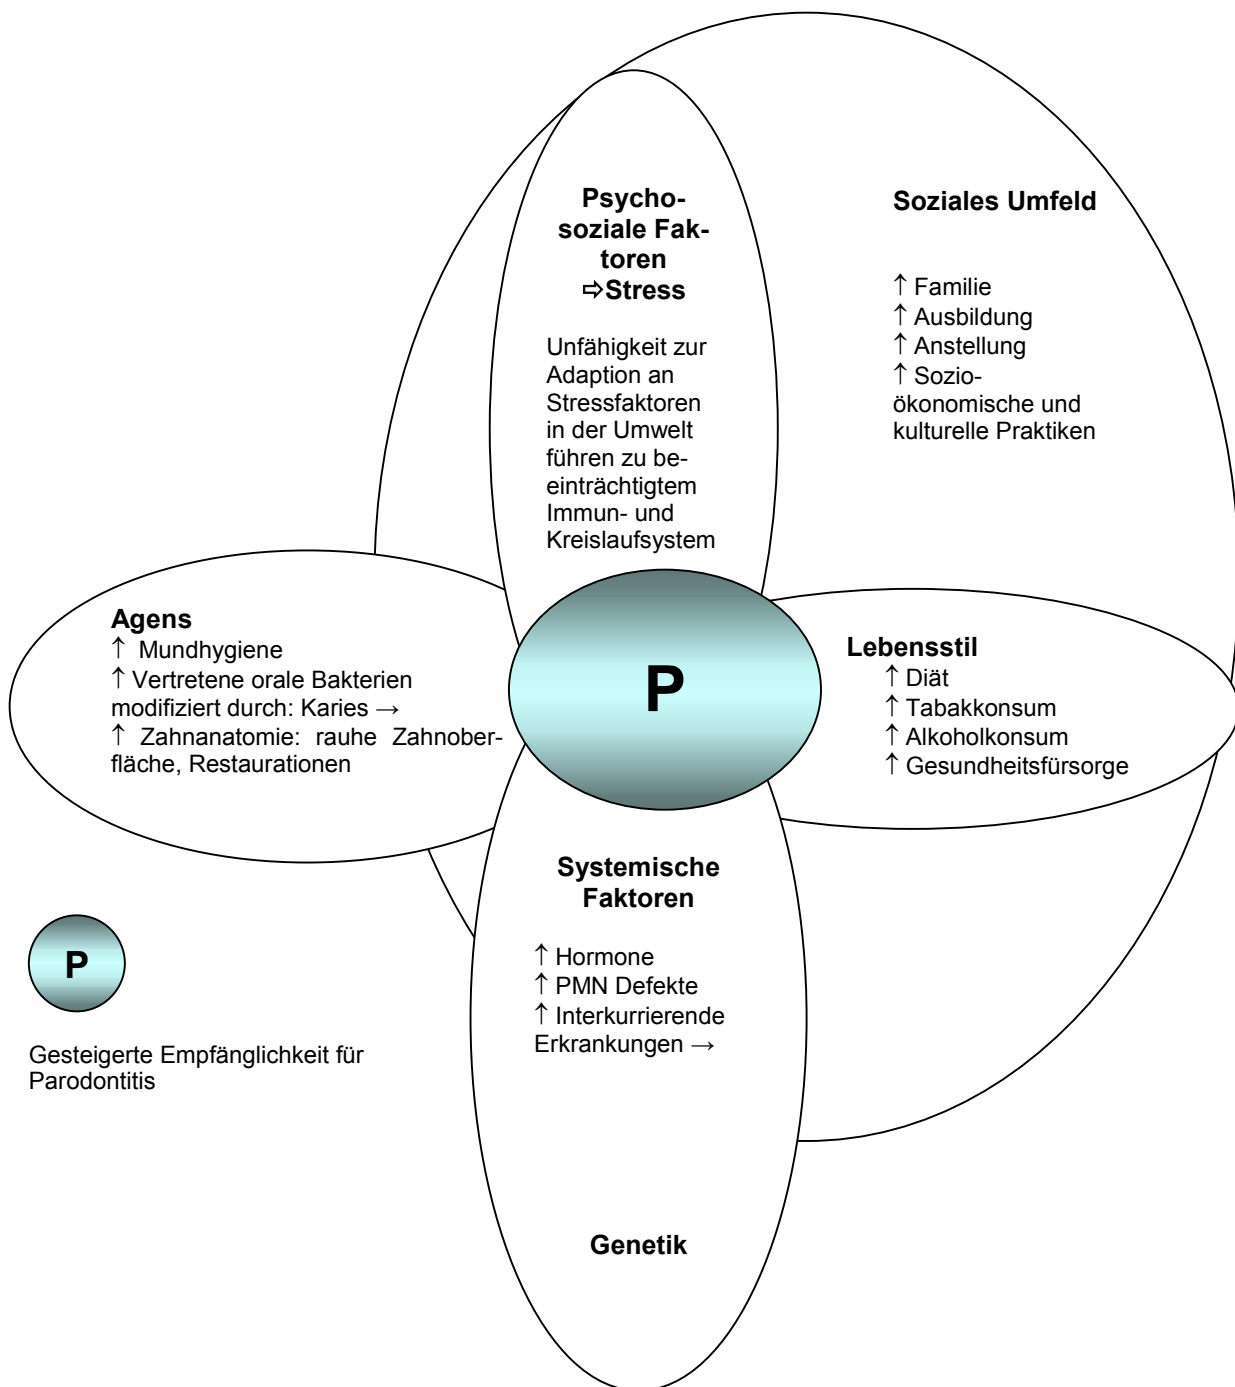 Psycho-
soziale Fak-
toren
⇨Stress
Unfähigkeit zur
Adaption an
Stressfaktoren
in der Umwelt
führen zu be-
einträchtigtem
Immun- und
Kreislaufsystem
Soziales Umfeld
↑ Familie
↑ Ausbildung
↑ Anstellung
↑ Sozio-
ökonomische und
kulturelle Praktiken
Agens
↑ Mundhygiene
↑ Vertretene orale Bakterien
modifiziert durch: Karies →
↑ Zahnanatomie: rauhe Zahnober-
fläche, Restaurationen
P
Lebensstil
↑ Diät
↑ Tabakkonsum
↑ Alkoholkonsum
↑ Gesundheitsfürsorge
Systemische
Faktoren
↑ Hormone
↑ PMN Defekte
↑ Interkurrierende
Erkrankungen →
Genetik
P
Gesteigerte Empfänglichkeit für
Parodontitis